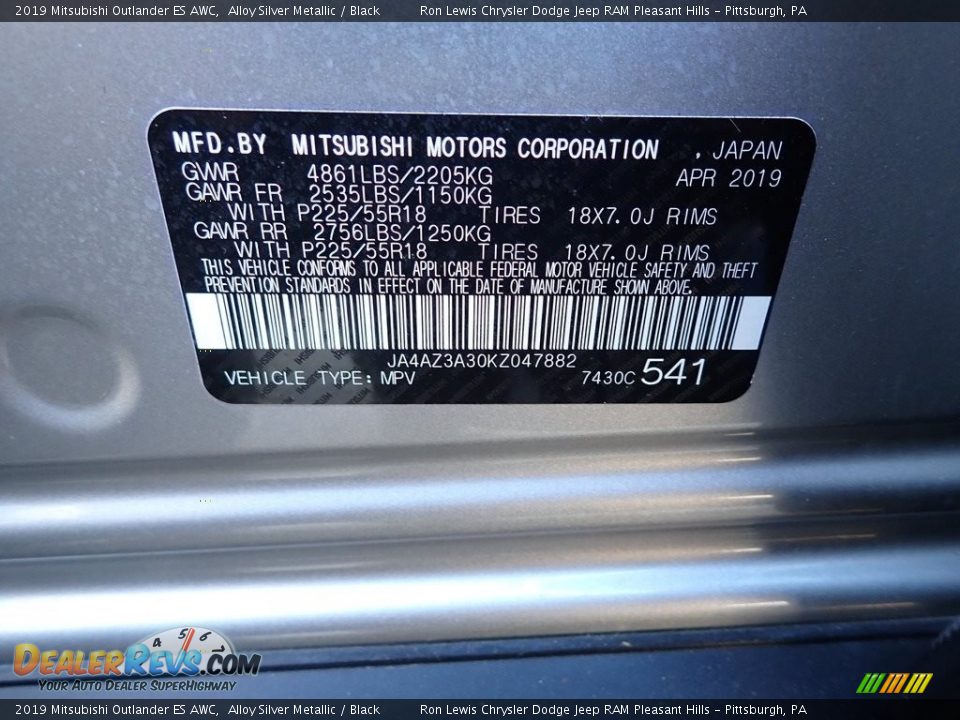 2019 Mitsubishi Outlander ES AWC, Alloy Silver Metallic / Black Ron Lewis Chrysler Dodge Jeep RAM Pleasant Hills - Pittsburgh, PA
MFD.BY MITSUBISHI MOTORS CORPORATION , JAPAN
GVWR 4861LBS/2205KG APR 2019
GAWR FR 2535LBS/1150KG
WITH P225/55R18 TIRES 18X7.0J RIMS
GAWR RR 2756LBS/1250KG
WITH P225/55R18 TIRES 18X7.0J RIMS
THIS VEHICLE CONFORMS TO ALL APPLICABLE FEDERAL MOTOR VEHICLE SAFETY AND THEFT
PREVENTION STANDARDS IN EFFECT ON THE DATE OF MANUFACTURE SHOWN ABOVE.
JA4AZ3A30KZ047882
VEHICLE TYPE: MPV 7430C 541
4 5 6
DEALERREVS.COM
YOUR AUTO DEALER SUPERHIGHWAY
2019 Mitsubishi Outlander ES AWC, Alloy Silver Metallic / Black Ron Lewis Chrysler Dodge Jeep RAM Pleasant Hills - Pittsburgh, PA